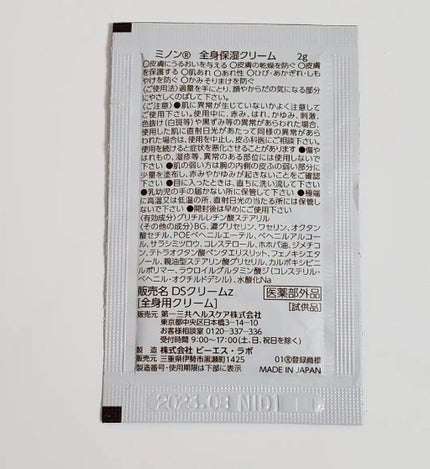 ミノン® 全身保湿クリーム 2g
○皮膚にうるおいを与える ○皮膚の乾燥を防ぐ ○皮膚
を保護する ○肌あれ ○あれ性 ○ひび・あかぎれ・しも
やけを防ぐ ○かみそりまけを防ぐ
〈ご使用法〉適量を手にとり、顔やからだの気になる部分
にやさしくのばして下さい。
〈ご注意〉●肌に異常が生じていないかよく注意して
ご使用下さい。使用中に、赤み、はれ、かゆみ、刺激、
色抜け(白斑等)や黒ずみ等の異常があらわれた場合、
使用した肌に直射日光があたって同様の異常があら
われた場合は、使用を中止し、皮ふ科医にご相談下さい。
使用を続けると症状を悪化させることがあります ●傷や
はれもの、湿疹等、異常のある部位には使用しないで
下さい ●肌の弱い方は腕の内側の皮ふの弱い部分に
少量を塗布し、赤みやかゆみが起きないことをご確認
下さい ●目に入ったときは、直ちに洗い流して下さい
●乳幼児の手の届かない所に保管して下さい ●極端
に高温又は低温の所、直射日光の当たる所には保管し
ないで下さい ●開封後は早めにご使用下さい
(有効成分)グリチルレチン酸ステアリル
(その他の成分)BG、濃グリセリン、ワセリン、オクタン
酸セチル、POEベヘニルエーテル、ベヘニルアルコー
ル、サラシミツロウ、コレステロール、ホホバ油、ジメチコ
ン、テトラオクタン酸ペンタエリスリット、フェノキシエタ
ノール、親油型ステアリン酸グリセリル、カルボキシビニ
ルポリマー、ラウロイルグルタミン酸ジ(コレステリル・
ベヘニル・オクチルドデシル)、水酸化Na
販売名 DSクリームz 医薬部外品
[全身用クリーム] [試供品]
販売元 第一三共ヘルスケア株式会社
東京都中央区日本橋3-14-10
お客様相談室 0120-337-336
受付時間 9:00〜17:00(土、日、祝日を除く)
製造 株式会社 ピーエス・ラボ 01®登録商標
三重県伊勢市黒瀬町1425 MADE IN JAPAN
製造番号・使用期限は下部に表示
2023.03 NID1